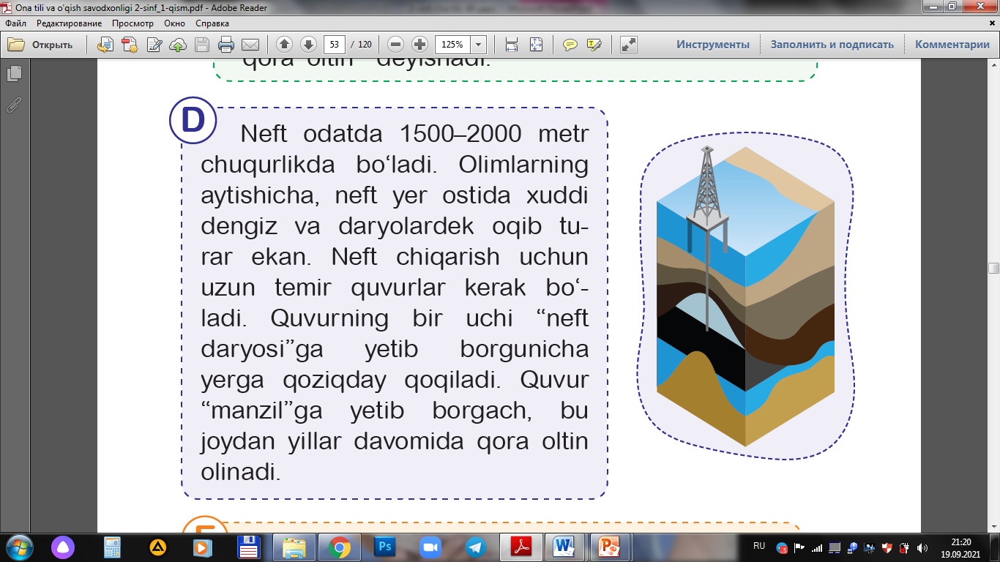 Ona tili va o'qish savodxonligi 2-sinf_1-qism.pdf - Adobe Reader
Файл Редактирование Просмотр Окно Справка
Открыть 53 / 120 125% Инструменты Заполнить и подписать Комментарии
qora oltin” deyishadi.
D
Neft odatda 1500–2000 metr
chuqurlikda bo‘ladi. Olimlarning
aytishicha, neft yer ostida xuddi
dengiz va daryolardek oqib tu-
rar ekan. Neft chiqarish uchun
uzun temir quvurlar kerak bo‘-
ladi. Quvurning bir uchi “neft
daryosi”ga yetib borgunicha
yerga qoziqday qoqiladi. Quvur
“manzil”ga yetib borgach, bu
joydan yillar davomida qora oltin
olinadi.
Ps
RU
21:20
19.09.2021